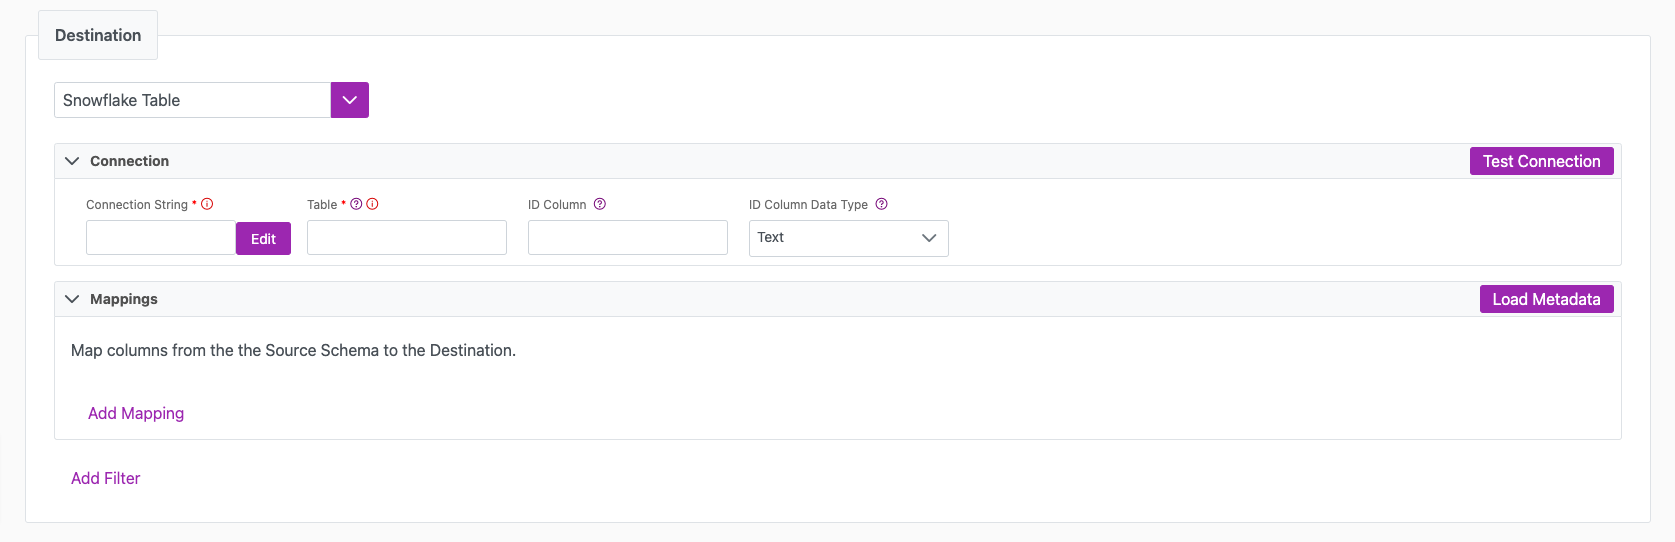 Destination
Snowflake Table
Connection
Test Connection
Connection String * Table * ID Column ID Column Data Type
Edit Text
Mappings
Load Metadata
Map columns from the the Source Schema to the Destination.
Add Mapping
Add Filter